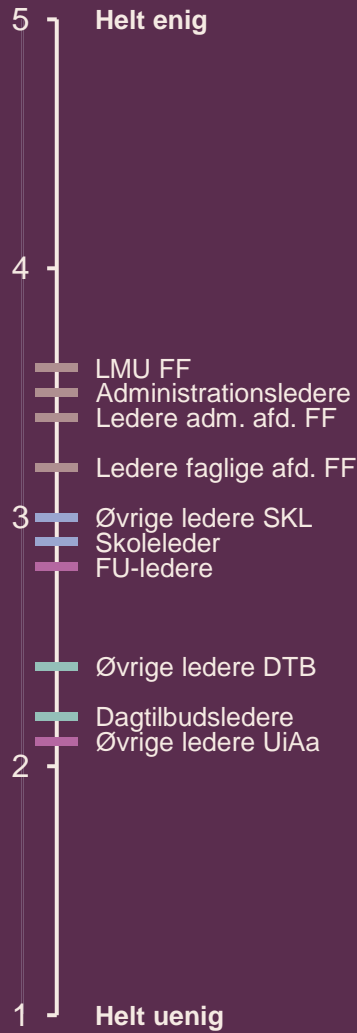 5 Helt enig
4
LMU FF
Administrationsledere
Ledere adm. afd. FF
Ledere faglige afd. FF
3 Øvrige ledere SKL
Skoleleder
FU-ledere
Øvrige ledere DTB
Dagtilbudsledere
Øvrige ledere UiAa
2
1 Helt uenig